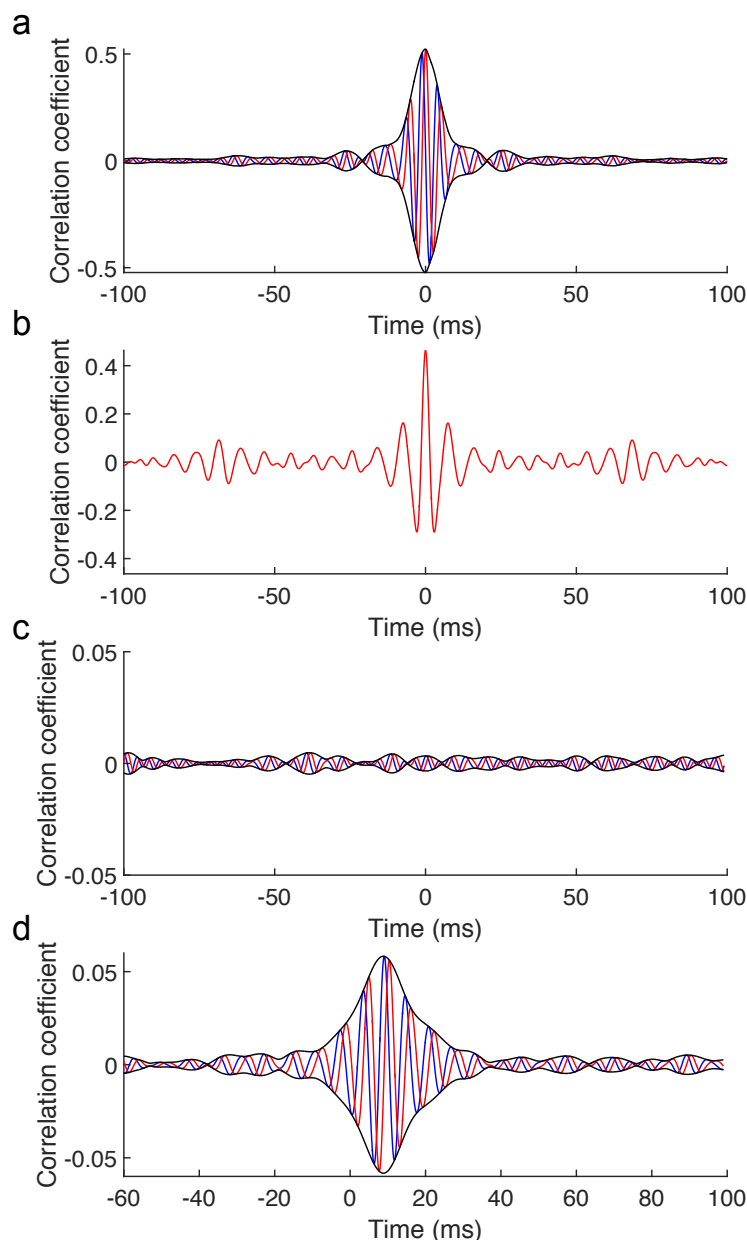 a
Correlation coefficient
0.5
0
-0.5
-100 -50 0 50 100
Time (ms)
b
Correlation coefficient
0.4
0.2
0
-0.2
-0.4
-100 -50 0 50 100
Time (ms)
c
Correlation coefficient
0.05
0
-0.05
-100 -50 0 50 100
Time (ms)
d
Correlation coefficient
0.05
0
-0.05
-60 -40 -20 0 20 40 60 80 100
Time (ms)